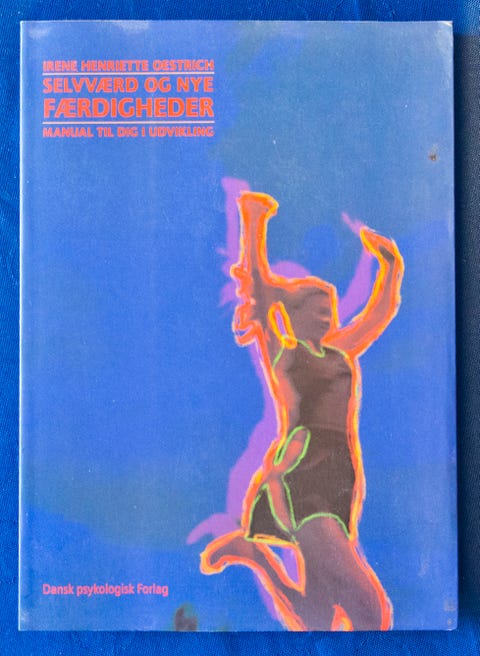 IRENE HENRIETTE OESTRICH
SELVVÆRD OG NYE
FÆRDIGHEDER
MANUAL TIL DIG I UDVIKLING
Dansk psykologisk Forlag